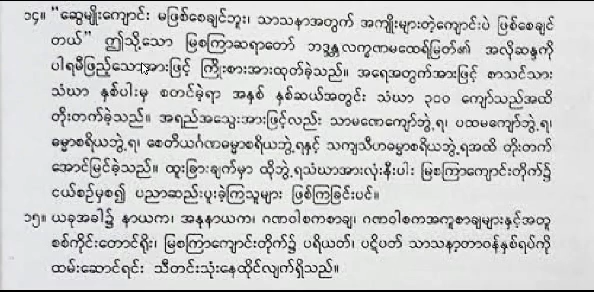 ၁၄။ "ဆွေမျိုးကျောင်း မဖြစ်စေချင်ဘူး၊ သာသနာအတွက် အကျိုးများတဲ့ကျောင်းပဲ ဖြစ်စေချင်
တယ်" ဤသို့သော မြစကြာဆရာတော် ဘဒ္ဒန္တလက္ခဏမထေရ်မြတ်၏ အလိုဆန္ဒကို
ပါရမီဖြည့်သောအားဖြင့် ကြိုးစားအားထုတ်ခဲ့သည်။ အရေအတွက်အားဖြင့် စာသင်သား
သံဃာ နှစ်ပါးမှ စတင်ခဲ့ရာ အနှစ် နှစ်ဆယ်အတွင်း သံဃာ ၃၀၀ ကျော်သည်အထိ
တိုးတက်ခဲ့သည်။ အရည်အသွေးအားဖြင့်လည်း သာမဏေကျော်ဘွဲ့ရ၊ ပထမကျော်ဘွဲ့ရ၊
ဓမ္မာစရိယဘွဲ့ရ၊ စေတိယင်္ဂဏဓမ္မာစရိယဘွဲ့ရနှင့် သကျသီဟဓမ္မာစရိယဘွဲ့ရအထိ တိုးတက်
အောင်မြင်ခဲ့သည်။ ထူးခြားချက်မှာ ထိုဘွဲ့ရသံဃာအားလုံးနီးပါး မြစကြာကျောင်းတိုက်၌
ငယ်စဉ်မှစ၍ ပညာဆည်းပူးခဲ့ကြသူများ ဖြစ်ကြခြင်းပင်။
၁၅။ ယခုအခါ၌ နာယက၊ အနုနာယက၊ ဂဏဝါစကစာချ၊ ဂဏဝါစကအကူစာချများနှင့်အတူ
စစ်ကိုင်းတောင်ရိုး၊ မြစကြာကျောင်းတိုက်၌ ပရိယတ်၊ ပဋိပတ် သာသနာ့တာဝန်နှစ်ရပ်ကို
ထမ်းဆောင်ရင်း သီတင်းသုံးနေထိုင်လျက်ရှိသည်။